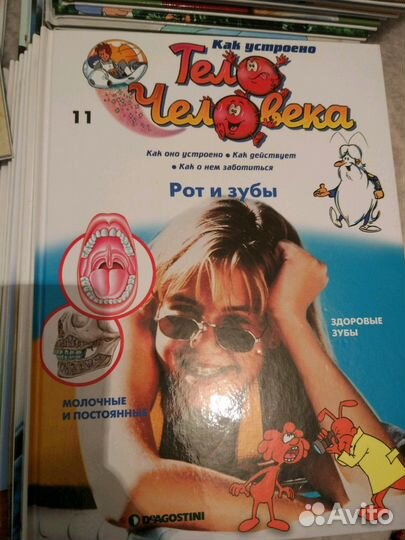 Как устроено
Тело
Человека
11
Как оно устроено • Как действует
• Как о нем заботиться
Рот и зубы
ЗДОРОВЫЕ
ЗУБЫ
МОЛОЧНЫЕ
И ПОСТОЯННЫЕ
DeAGOSTINI
Avito